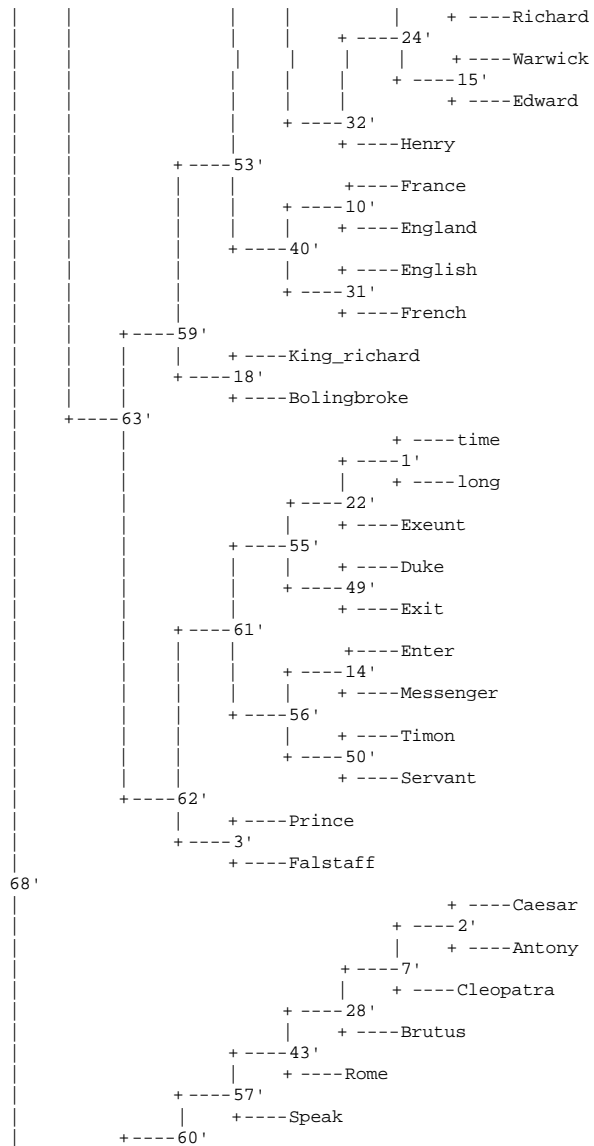 |    |              |    |         |    + ----Richard
|    |              |    |    + ----24'
|    |              |    |    |    |    + ----Warwick
|    |              |    |    |    + ----15'
|    |              |    |    |         + ----Edward
|    |              |    + ----32'
|    |              |         + ----Henry
|    |         + ----53'
|    |         |    |         +----France
|    |         |    |    + ----10'
|    |         |    |    |    + ----England
|    |         |    + ----40'
|    |         |         |    + ----English
|    |         |         + ----31'
|    |         |              + ----French
|    |    + ----59'
|    |    |    |    + ----King_richard
|    |    |    + ----18'
|    |    |         + ----Bolingbroke
|    + ----63'
|         |                        + ----time
|         |                   + ----1'
|         |                   |    + ----long
|         |              + ----22'
|         |              |    + ----Exeunt
|         |         + ----55'
|         |         |    |    + ----Duke
|         |         |    + ----49'
|         |         |         + ----Exit
|         |    + ----61'
|         |    |    |         +----Enter
|         |    |    |    + ----14'
|         |    |    |    |    + ----Messenger
|         |    |    + ----56'
|         |    |         |    + ----Timon
|         |    |         + ----50'
|         |    |              + ----Servant
|         + ----62'
|              |    + ----Prince
|              + ----3'
|                   + ----Falstaff
68'
|                                       + ----Caesar
|                                  + ----2'
|                                  |    + ----Antony
|                             + ----7'
|                             |    + ----Cleopatra
|                        + ----28'
|                        |    + ----Brutus
|                   + ----43'
|                   |    + ----Rome
|              + ----57'
|              |    +----Speak
|         + ----60'